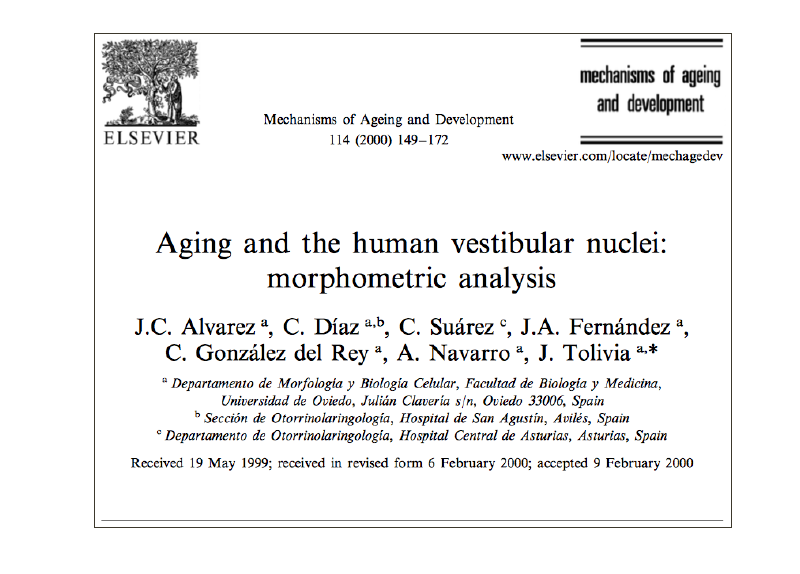 ELSEVIER
Mechanisms of Ageing and Development
114 (2000) 149–172
mechanisms of ageing
and development
www.elsevier.com/locate/mechagedev
Aging and the human vestibular nuclei:
morphometric analysis
J.C. Alvarez a, C. Díaz a,b, C. Suárez c, J.A. Fernández a,
C. González del Rey a, A. Navarro a, J. Tolivia a,*
a Departamento de Morfología y Biología Celular, Facultad de Biología y Medicina,
Universidad de Oviedo, Julián Clavería s/n, Oviedo 33006, Spain
b Sección de Otorrinolaringología, Hospital de San Agustín, Avilés, Spain
c Departamento de Otorrinolaringología, Hospital Central de Asturias, Asturias, Spain
Received 19 May 1999; received in revised form 6 February 2000; accepted 9 February 2000